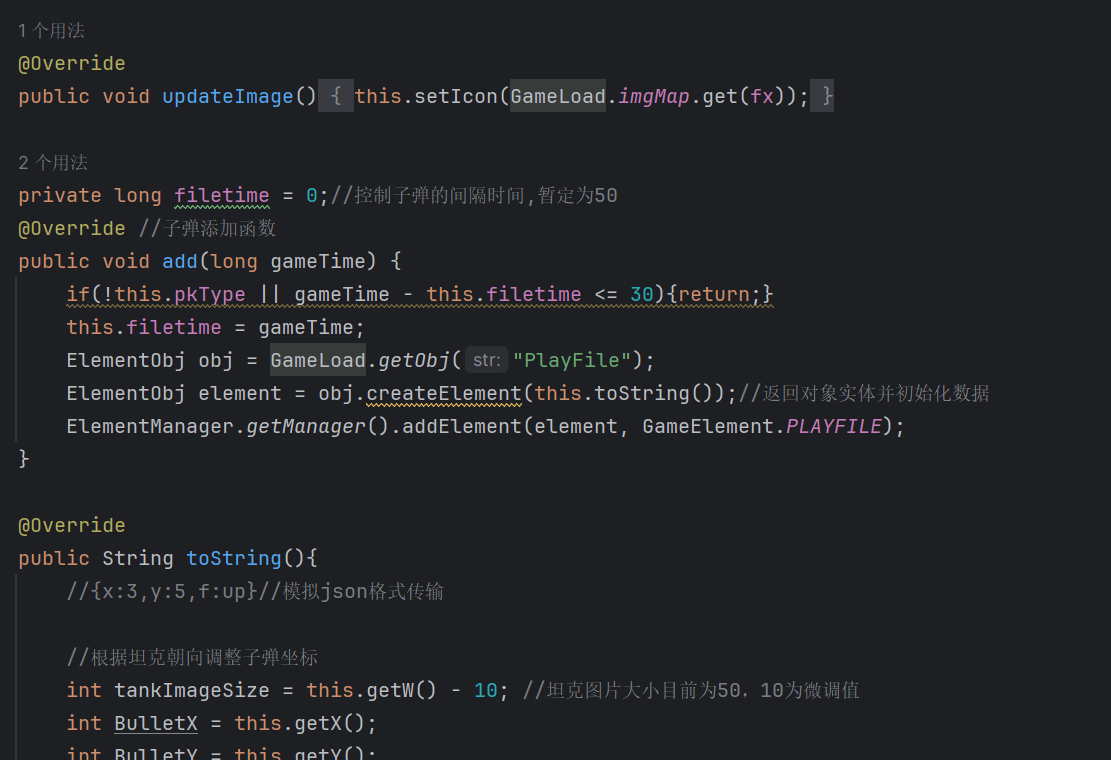 1 个用法
@Override
public void updateImage() { this.setIcon(GameLoad.imgMap.get(fx)); }
2 个用法
private long filetime = 0;//控制子弹的间隔时间,暂定为50
@Override //子弹添加函数
public void add(long gameTime) {
if(!this.pkType || gameTime - this.filetime <= 30){return;}
this.filetime = gameTime;
ElementObj obj = GameLoad.getObj( str: "PlayFile");
ElementObj element = obj.createElement(this.toString());//返回对象实体并初始化数据
ElementManager.getManager().addElement(element, GameElement.PLAYFILE);
}
@Override
public String toString(){
//{x:3,y:5,f:up}//模拟json格式传输
//根据坦克朝向调整子弹坐标
int tankImageSize = this.getW() - 10; //坦克图片大小目前为50，10为微调值
int BulletX = this.getX();
int BulletY = this.getY();